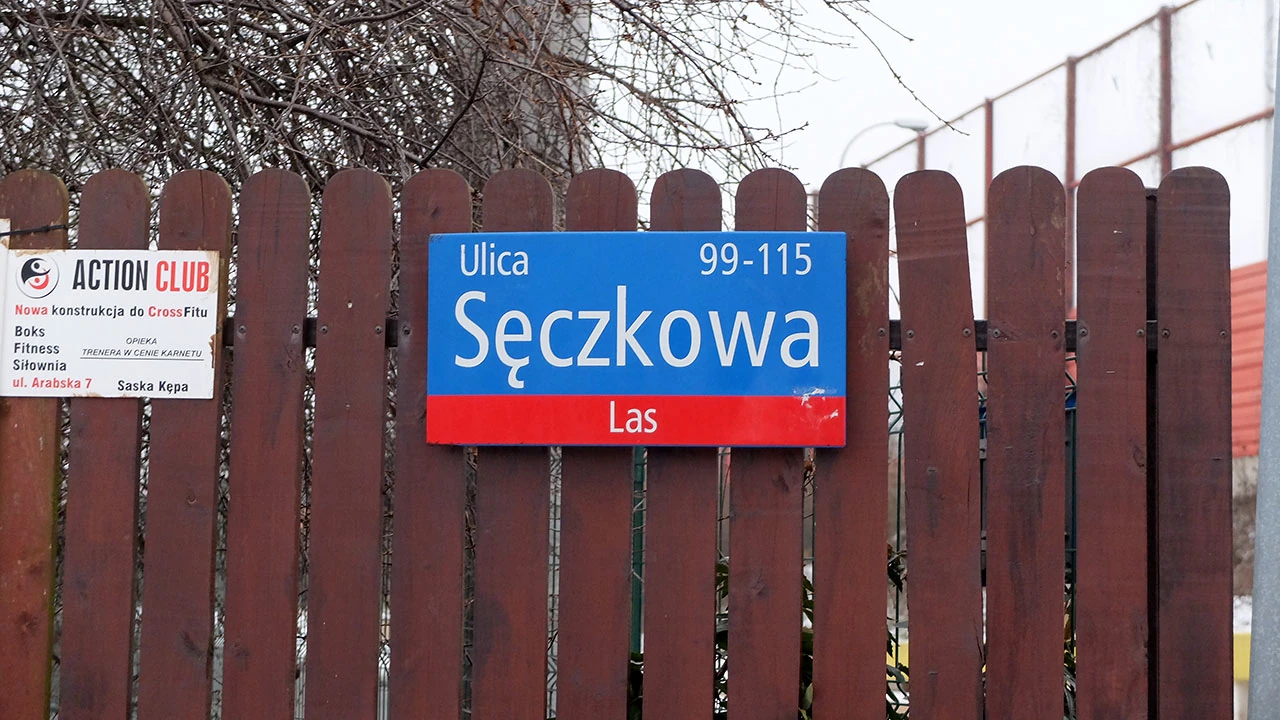 ACTION CLUB
Nowa konstrukcja do CrossFitu
Boks
Fitness
Siłownia
OPIEKA
TRENERA W CENIE KARNETU
ul. Arabska 7 Saska Kępa
Ulica 99-115
Sęczkowa
Las